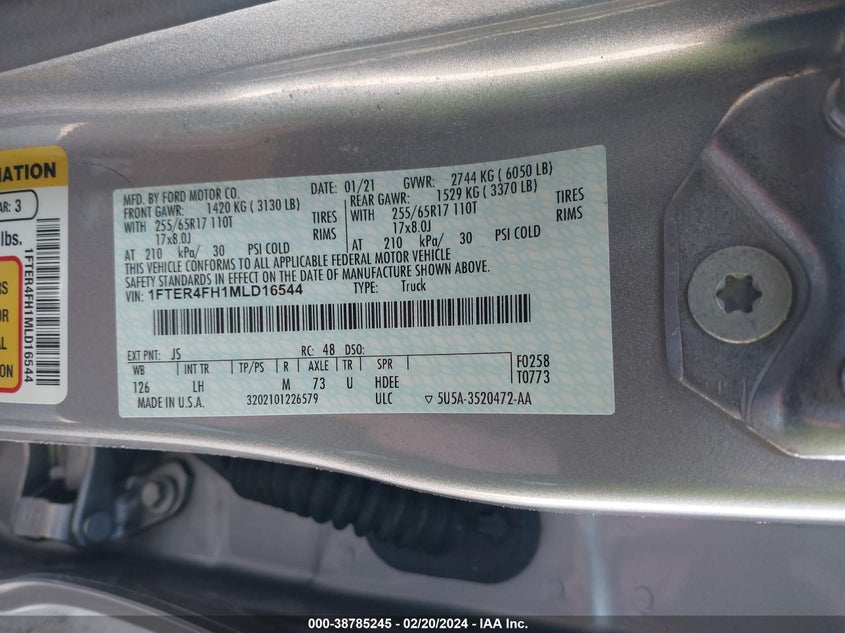 MATION
AR: 3
lbs.
RS
OR
AL
ION
1FTER4FH1MLD16544
MFD. BY FORD MOTOR CO. DATE: 01/21 GVWR: 2744 KG ( 6050 LB)
FRONT GAWR: 1420 KG ( 3130 LB) REAR GAWR: 1529 KG ( 3370 LB)
WITH 255/65R17 110T TIRES WITH 255/65R17 110T TIRES
17x8.0J RIMS 17x8.0J RIMS
AT 210 kPa/ 30 PSI COLD AT 210 kPa/ 30 PSI COLD
THIS VEHICLE CONFORMS TO ALL APPLICABLE FEDERAL MOTOR VEHICLE
SAFETY STANDARDS IN EFFECT ON THE DATE OF MANUFACTURE SHOWN ABOVE.
VIN: 1FTER4FH1MLD16544 TYPE: Truck
EXT PNT: JS RC: 48 DSO: F0258
WB INT TR TP/PS R AXLE TR SPR T0773
126 LH M 73 U HDEE
MADE IN U.S.A. 3202101226579 ULC ▽ 5U5A-3520472-AA
000-38785245 - 02/20/2024 - IAA Inc.